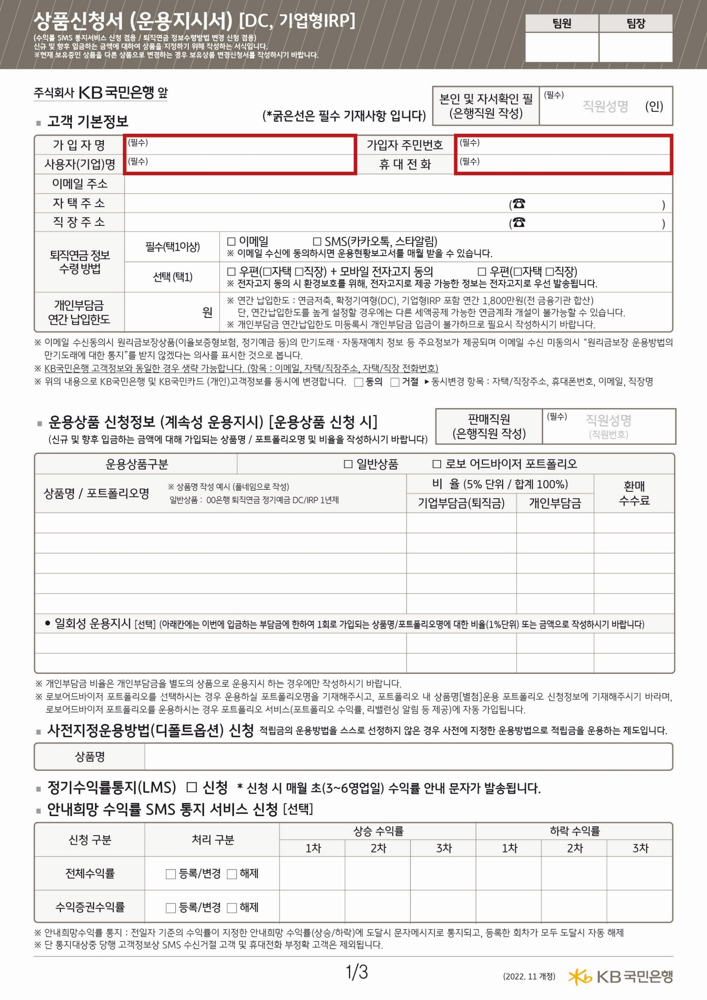 상품신청서 (운용지시서) [DC, 기업형IRP]
(수익률 SMS 통지서비스 신청 겸용 / 퇴직연금 정보수령방법 변경 신청 겸용)
신규 및 향후 입금하는 금액에 대하여 상품을 지정하기 위해 작성하는 서식입니다.
※현재 보유중인 상품을 다른 상품으로 변경하는 경우 보유상품 변경신청서를 작성하시기 바랍니다.
팀원 팀장
주식회사 KB국민은행 앞
본인 및 자서확인 필 (필수) 직원성명 (인)
(은행직원 작성)
▪ 고객 기본정보 (*굵은선은 필수 기재사항 입니다)
가 입 자 명 (필수) 가입자 주민번호 (필수)
사용자(기업)명 (필수) 휴 대 전 화 (필수)
이메일 주소
자 택 주 소 (☎ )
직 장 주 소 (☎ )
퇴직연금 정보
수령 방법
필수(택1이상) □ 이메일 □ SMS(카카오톡, 스타알림)
※ 이메일 수신에 동의하시면 운용현황보고서를 매월 받을 수 있습니다.
선택 (택1) □ 우편(□자택 □직장) + 모바일 전자고지 동의 □ 우편(□자택 □직장)
※ 전자고지 동의 시 환경보호를 위해, 전자고지로 제공 가능한 정보는 전자고지로 우선 발송됩니다.
개인부담금
연간 납입한도
원
※ 연간 납입한도 : 연금저축, 확정기여형(DC), 기업형IRP 포함 연간 1,800만원(전 금융기관 합산)
단, 연간납입한도를 높게 설정할 경우에는 다른 세액공제 가능한 연금계좌 개설이 불가능할 수 있습니다.
※ 개인부담금 연간납입한도 미등록시 개인부담금 입금이 불가하므로 필요시 작성하시기 바랍니다.
※ 이메일 수신동의시 원리금보장상품(이율보증형보험, 정기예금 등)의 만기도래 · 자동재예치 정보 등 주요정보가 제공되며 이메일 수신 미동의시 “원리금보장 운용방법의
만기도래에 대한 통지”를 받지 않겠다는 의사를 표시한 것으로 봅니다.
※ KB국민은행 고객정보와 동일한 경우 생략 가능합니다. (항목 : 이메일, 자택/직장주소, 자택/직장 전화번호)
※ 위의 내용으로 KB국민은행 및 KB국민카드 (개인)고객정보를 동시에 변경합니다. □ 동의 □ 거절 ▶동시변경 항목 : 자택/직장주소, 휴대폰번호, 이메일, 직장명
▪ 운용상품 신청정보 (계속성 운용지시) [운용상품 신청 시]
(신규 및 향후 입금하는 금액에 대해 가입되는 상품명 / 포트폴리오명 및 비율을 작성하시기 바랍니다)
판매직원 (필수) 직원성명
(은행직원 작성) (직원번호)
운용상품구분 □ 일반상품 □ 로보 어드바이저 포트폴리오
상품명 / 포트폴리오명
※ 상품명 작성 예시 (풀네임으로 작성)
일반상품 : 00은행 퇴직연금 정기예금 DC/IRP 1년제
비 율 (5% 단위 / 합계 100%)
기업부담금(퇴직금) 개인부담금
환매
수수료
● 일회성 운용지시 [선택] (아래칸에는 이번에 입금하는 부담금에 한하여 1회로 가입되는 상품명/포트폴리오명에 대한 비율(1%단위) 또는 금액으로 작성하시기 바랍니다)
※ 개인부담금 비율은 개인부담금을 별도의 상품으로 운용지시 하는 경우에만 작성하시기 바랍니다.
※ 로보어드바이저 포트폴리오를 선택하시는 경우 운용하실 포트폴리오명을 기재해주시고, 포트폴리오 내 상품명[별첨]운용 포트폴리오 신청정보에 기재해주시기 바라며,
로보어드바이저 포트폴리오를 운용하시는 경우 포트폴리오 서비스(포트폴리오 수익률, 리밸런싱 알림 등 제공)에 자동 가입됩니다.
▪ 사전지정운용방법(디폴트옵션) 신청 적립금의 운용방법을 스스로 선정하지 않은 경우 사전에 지정한 운용방법으로 적립금을 운용하는 제도입니다.
상품명
▪ 정기수익률통지(LMS) □ 신청 * 신청 시 매월 초(3~6영업일) 수익률 안내 문자가 발송됩니다.
▪ 안내희망 수익률 SMS 통지 서비스 신청 [선택]
신청 구분 처리 구분 상승 수익률 하락 수익률
1차 2차 3차 1차 2차 3차
전체수익률 □ 등록/변경 □ 해제
수익증권수익률 □ 등록/변경 □ 해제
※ 안내희망수익률 통지 : 전일자 기준의 수익률이 지정한 안내희망 수익률(상승/하락)에 도달시 문자메시지로 통지되고, 등록한 회차가 모두 도달시 자동 해제
※ 단 통지대상중 당행 고객정보상 SMS 수신거절 고객 및 휴대전화 부정확 고객은 제외됩니다.
1/3
(2022. 11 개정) KB국민은행